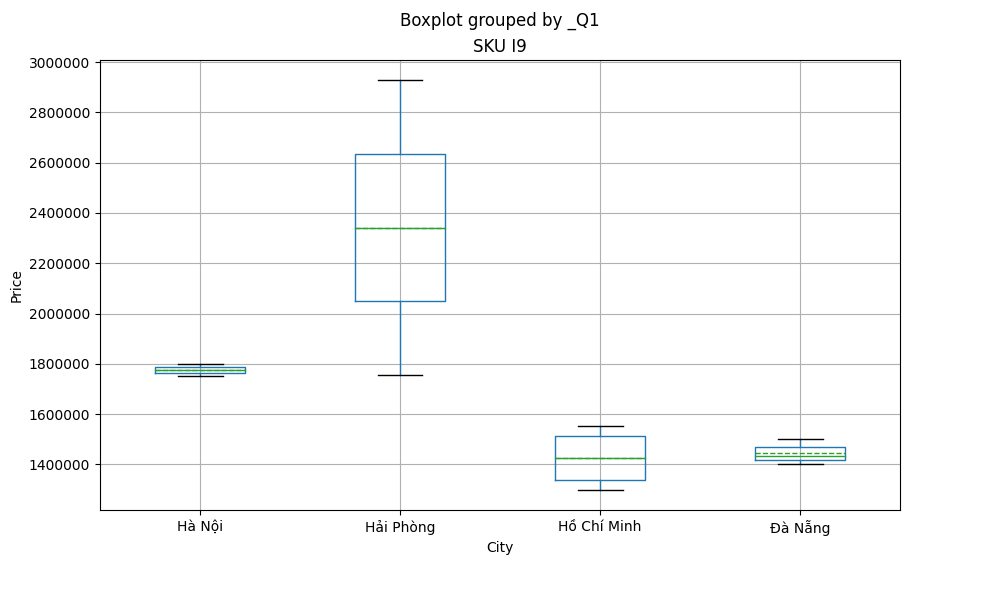 Boxplot grouped by _Q1
SKU I9
3000000
2800000
2600000
2400000
2200000
2000000
1800000
1600000
1400000
Price
Hà Nội
Hải Phòng
Hồ Chí Minh
Đà Nẵng
City